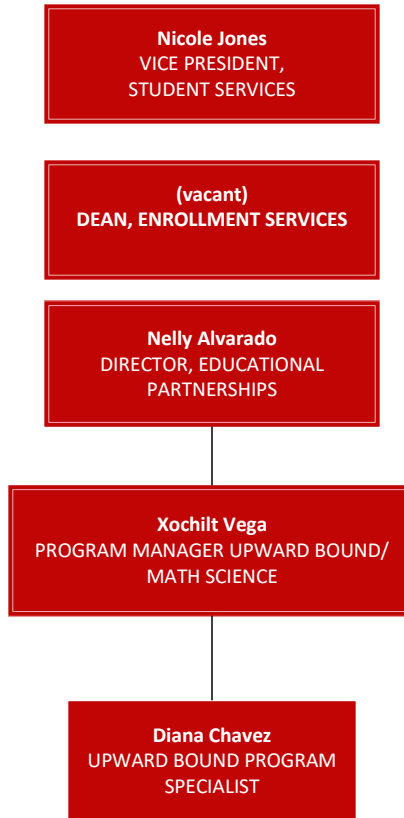 Nicole Jones
VICE PRESIDENT,
STUDENT SERVICES
(vacant)
DEAN, ENROLLMENT SERVICES
Nelly Alvarado
DIRECTOR, EDUCATIONAL
PARTNERSHIPS
Xochilt Vega
PROGRAM MANAGER UPWARD BOUND/
MATH SCIENCE
Diana Chavez
UPWARD BOUND PROGRAM
SPECIALIST